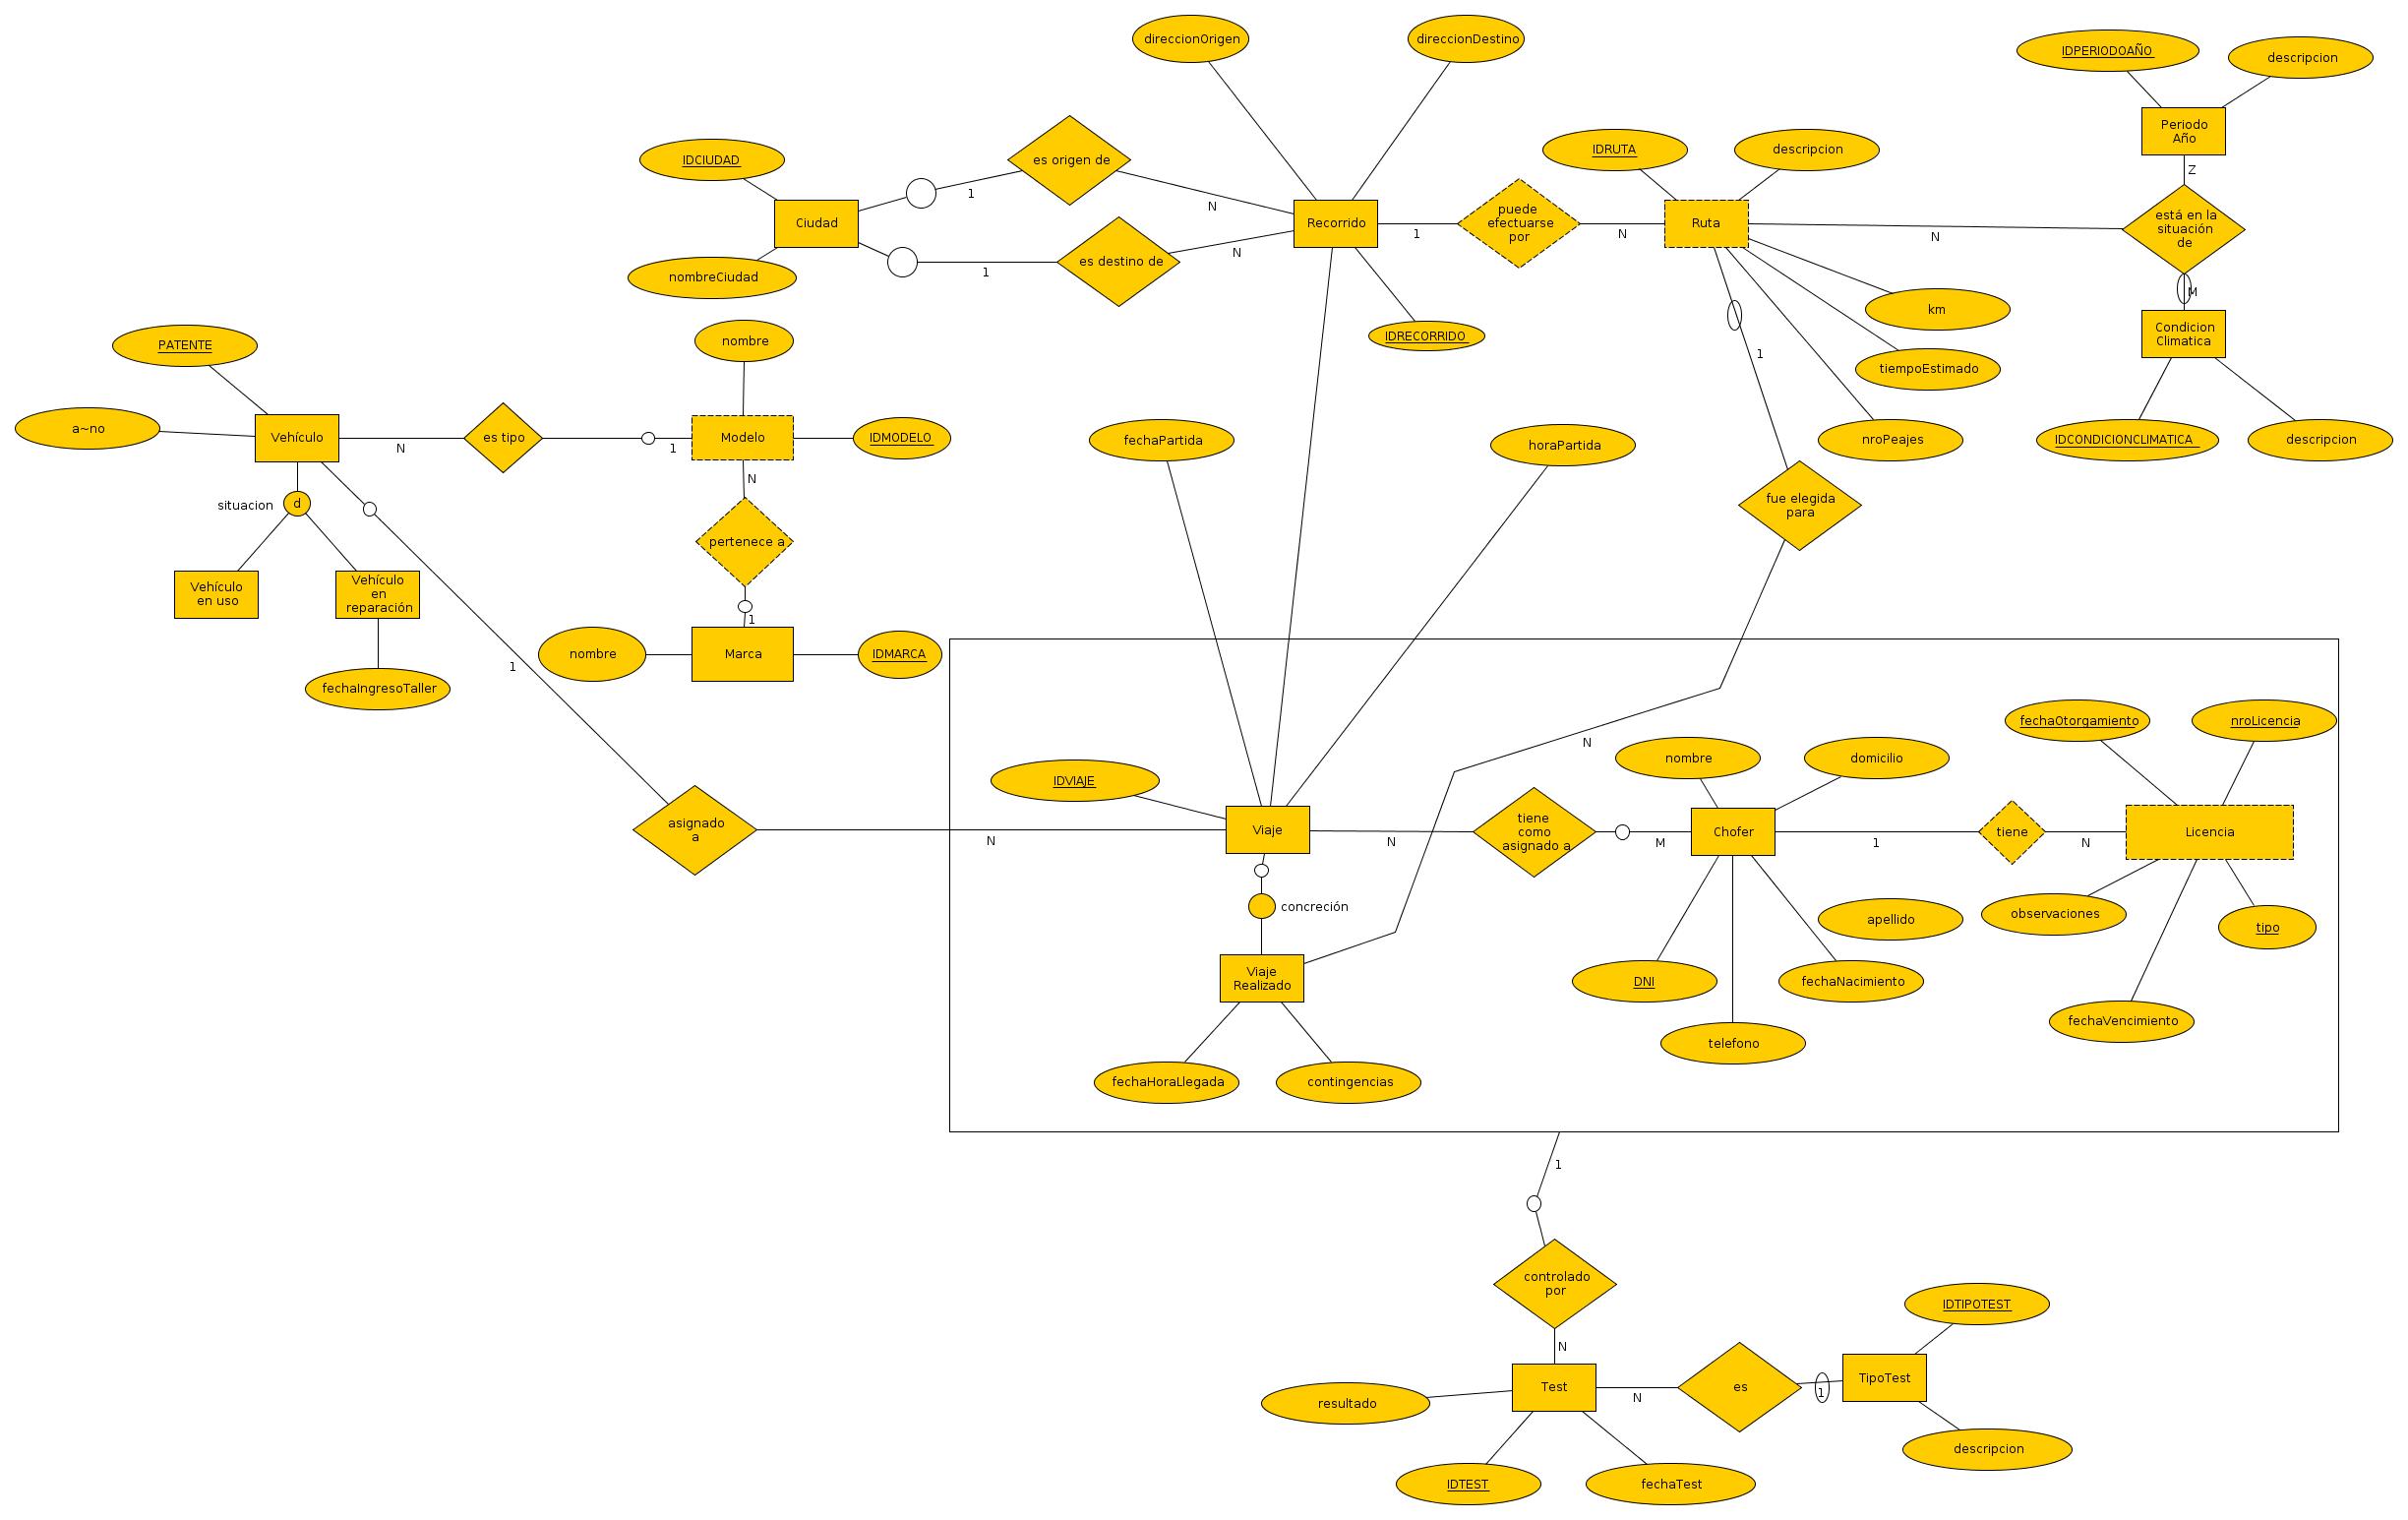 direccionOrigen
direccionDestino
IDPERIODOAÑO
descripcion
Periodo
Año
Z
IDCIUDAD
Ciudad
nombreCiudad
1
es origen de
N
1
es destino de
N
Recorrido
IDRECORRIDO
1
puede
efectuarse
por
N
IDRUTA
descripcion
Ruta
N
está en la
situación
de
M
Condicion
Climatica
IDCONDICIONCLIMATICA
descripcion
km
tiempoEstimado
nroPeajes
1
fue elegida
para
N
PATENTE
a~no
Vehículo
N
es tipo
1
nombre
Modelo
IDMODELO
N
pertenece a
1
nombre
Marca
IDMARCA
situacion
d
Vehículo
en uso
Vehículo
en
reparación
fechaIngresoTaller
1
asignado
a
N
fechaPartida
horaPartida
IDVIAJE
Viaje
N
tiene
como
asignado a
M
concreción
Viaje
Realizado
fechaHoraLlegada
contingencias
nombre
domicilio
Chofer
DNI
telefono
fechaNacimiento
apellido
1
tiene
N
fechaOtorgamiento
nroLicencia
Licencia
observaciones
tipo
fechaVencimiento
1
controlado
por
N
Test
resultado
IDTEST
fechaTest
N
es
1
TipoTest
IDTIPOTEST
descripcion